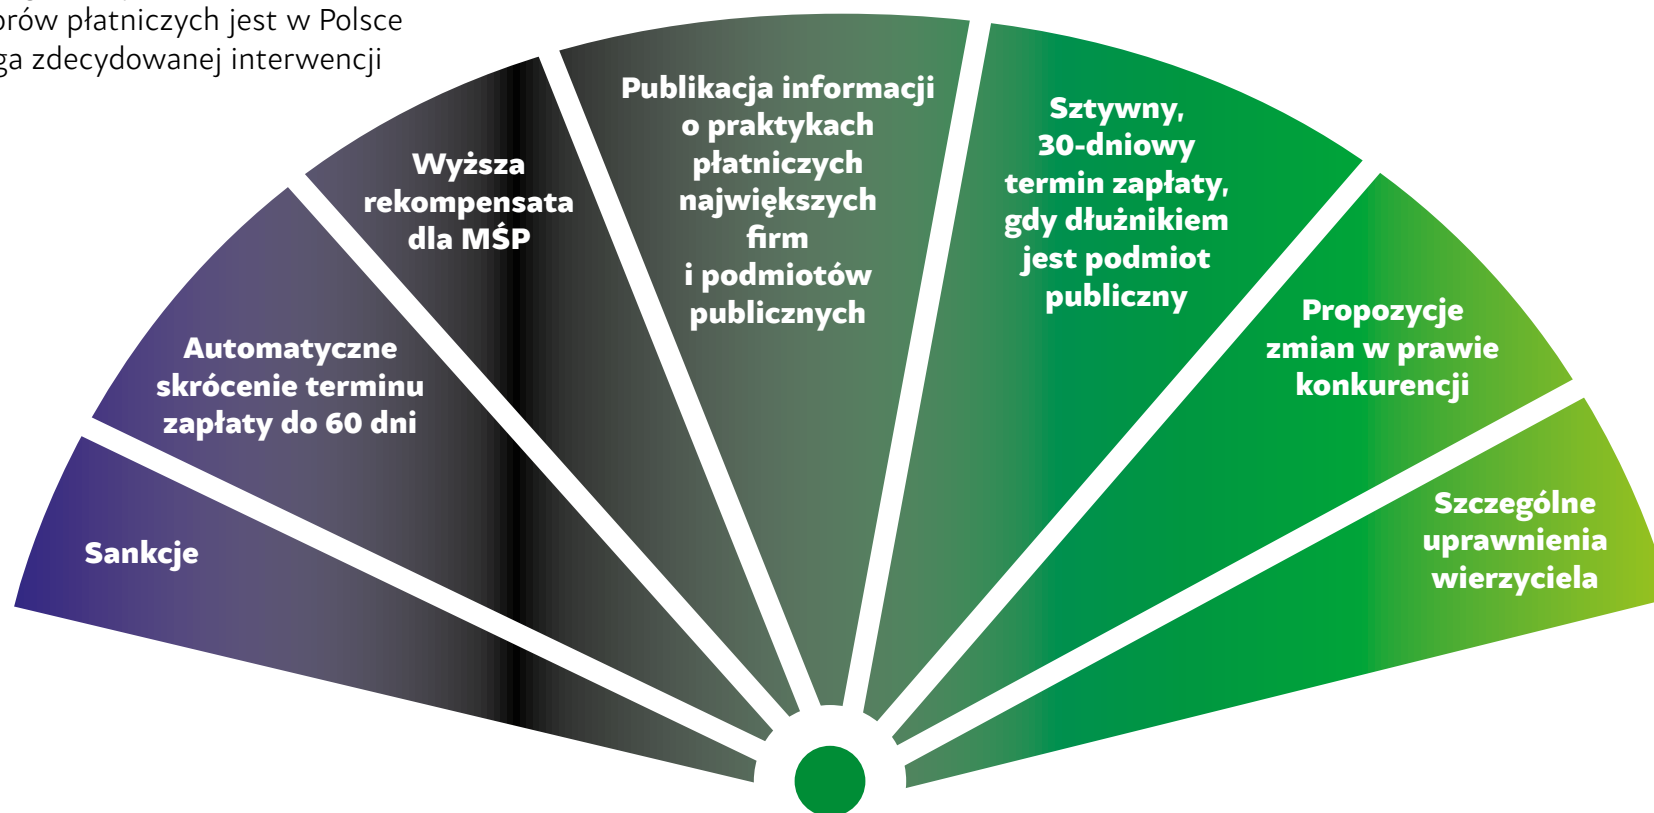 płatniczych jest w Polsce
zdecydowanej interwencji
Publikacja informacji
o praktykach
płatniczych
największych
firm
i podmiotów
publicznych
Sztywny,
30-dniowy
termin zapłaty,
gdy dłużnikiem
jest podmiot
publiczny
Wyższa
rekompensata
dla MŚP
Propozycje
zmian w prawie
konkurencji
Automatyczne
skrócenie terminu
zapłaty do 60 dni
Szczególne
uprawnienia
wierzyciela
Sankcje